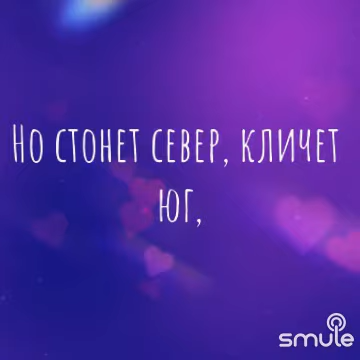 Но стонет север, кличет
юг,
smule